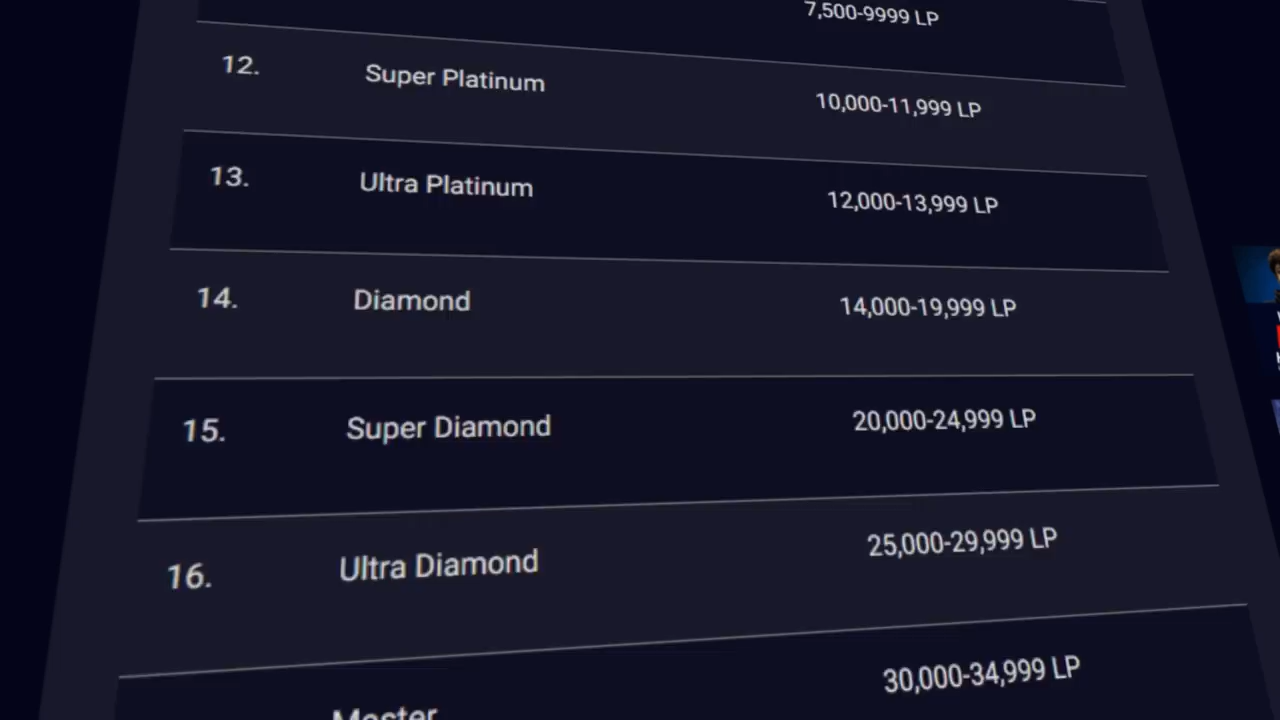 7,500-9999 LP
12. Super Platinum 10,000-11,999 LP
13. Ultra Platinum 12,000-13,999 LP
14. Diamond 14,000-19,999 LP
15. Super Diamond 20,000-24,999 LP
16. Ultra Diamond 25,000-29,999 LP
Master 30,000-34,999 LP